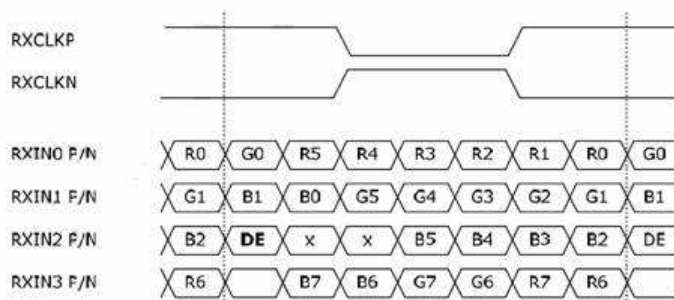 RXCLKP
RXCLKN
RXIN0 P/N R0 G0 R5 R4 R3 R2 R1 R0 G0
RXIN1 P/N G1 B1 B0 G5 G4 G3 G2 G1 B1
RXIN2 P/N B2 DE x x B5 B4 B3 B2 DE
RXIN3 P/N R6 B7 B6 G7 G6 R7 R6